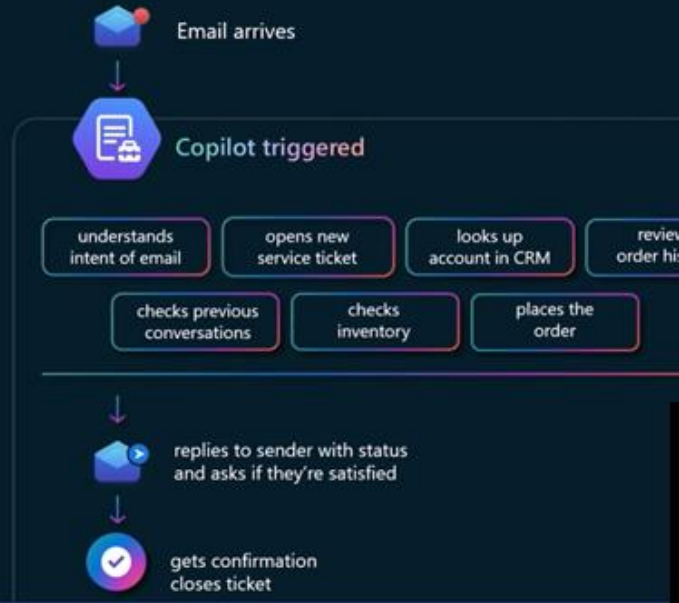 Email arrives
Copilot triggered
understands
intent of email
opens new
service ticket
looks up
account in CRM
order
checks previous
conversations
checks
inventory
places the
order
replies to sender with status
and asks if they're satisfied
gets confirmation
closes ticket